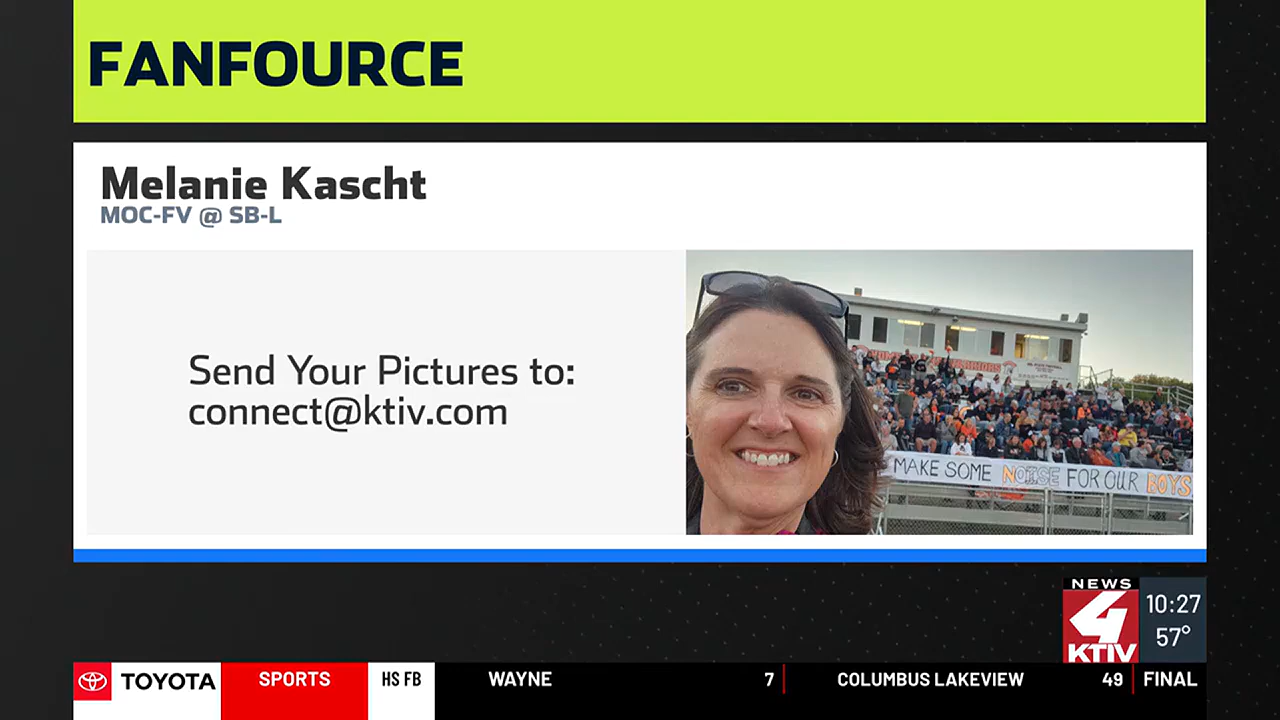 FANFOURCE
Melanie Kascht
MOC-FV @ SB-L
Send Your Pictures to:
connect@ktiv.com
MAKE SOME NOISE FOR OUR BOYS
NEWS
4
KTIV
10:27
57°
TOYOTA SPORTS HS FB WAYNE 7 COLUMBUS LAKEVIEW 49 FINAL